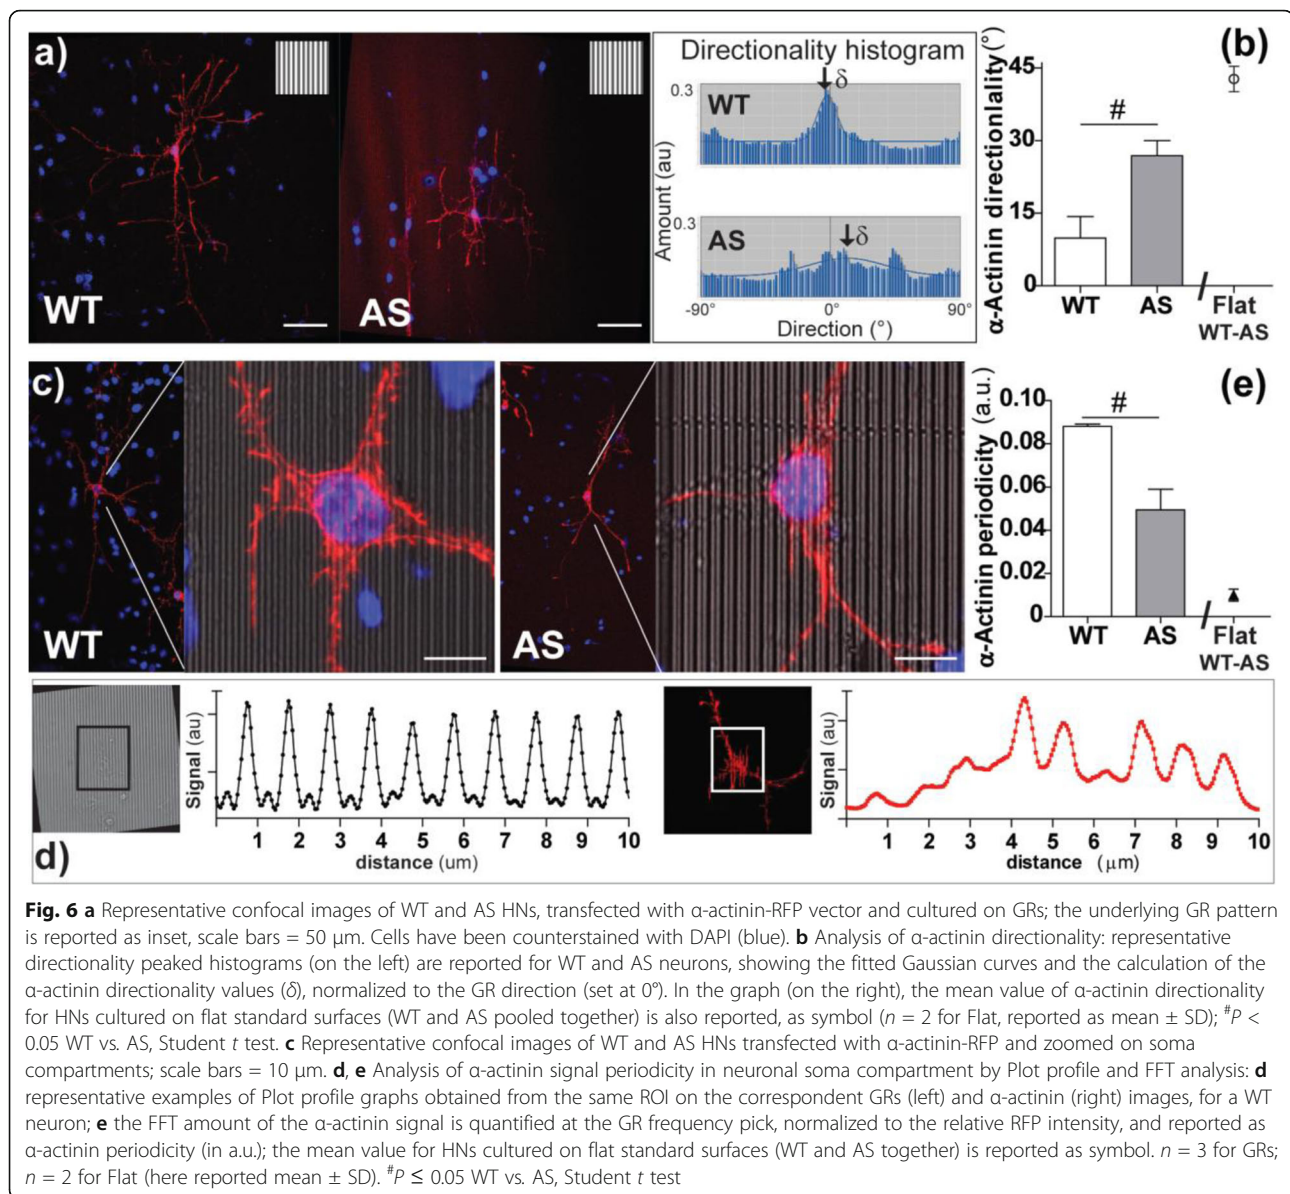 a)
WT
AS
Directionality histogram
δ
0.3
WT
Amount (au)
δ
0.3
AS
-90°
0°
90°
Direction (°)
(b)
α-Actinin directionlality (°)
45
30
15
0
#
WT
AS
Flat
WT-AS
c)
WT
AS
(e)
α-Actinin periodicity (a.u.)
0.10
0.08
0.06
0.04
0.02
0
#
WT
AS
Flat
WT-AS
d)
Signal (au)
1 2 3 4 5 6 7 8 9 10
distance (um)
Signal (au)
1 2 3 4 5 6 7 8 9 10
distance (μm)
Fig. 6 a Representative confocal images of WT and AS HNs, transfected with α-actinin-RFP vector and cultured on GRs; the underlying GR pattern
is reported as inset, scale bars = 50 μm. Cells have been counterstained with DAPI (blue). b Analysis of α-actinin directionality: representative
directionality peaked histograms (on the left) are reported for WT and AS neurons, showing the fitted Gaussian curves and the calculation of the
α-actinin directionality values (δ), normalized to the GR direction (set at 0°). In the graph (on the right), the mean value of α-actinin directionality
for HNs cultured on flat standard surfaces (WT and AS pooled together) is also reported, as symbol (n = 2 for Flat, reported as mean ± SD); #P <
0.05 WT vs. AS, Student t test. c Representative confocal images of WT and AS HNs transfected with α-actinin-RFP and zoomed on soma
compartments; scale bars = 10 μm. d, e Analysis of α-actinin signal periodicity in neuronal soma compartment by Plot profile and FFT analysis: d
representative examples of Plot profile graphs obtained from the same ROI on the correspondent GRs (left) and α-actinin (right) images, for a WT
neuron; e the FFT amount of the α-actinin signal is quantified at the GR frequency pick, normalized to the relative RFP intensity, and reported as
α-actinin periodicity (in a.u.); the mean value for HNs cultured on flat standard surfaces (WT and AS together) is reported as symbol. n = 3 for GRs;
n = 2 for Flat (here reported mean ± SD). #P ≤ 0.05 WT vs. AS, Student t test